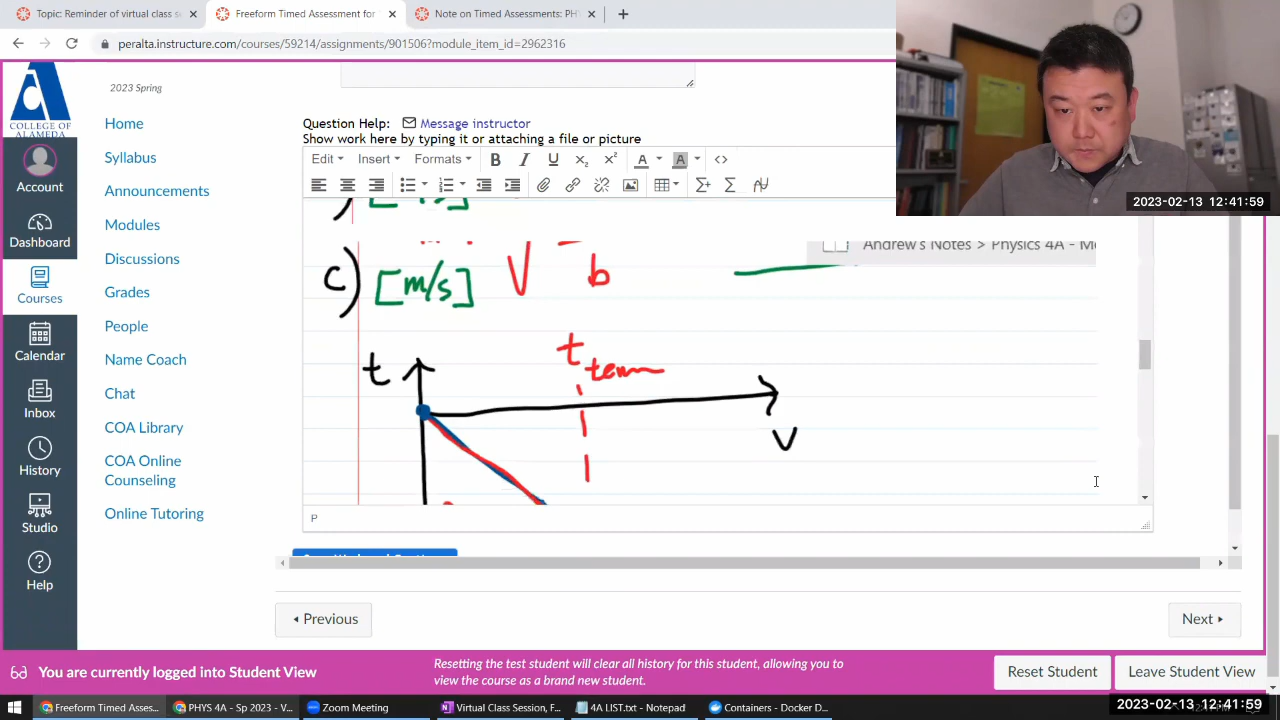 Topical Word list of S
Freeform Timed Asses
Note on Timed Assessments: PH
peralta.instructure.com/courses/59214/assignments/901506?module_item_id=2962316
2023-02-13 12:41:59
COLLEGE OF
ALAMEDA
Account
Dashboard
Courses
Calendar
Inbox
History
Studio
Help
2023 Spring
Home
Syllabus
Announcements
Modules
Discussions
Grades
People
Name Coach
Chat
COA Library
COA Online
Counseling
Online Tutoring
Question Help: Message instructor
Show work here by typing it or attaching a file or picture
Edit Insert Formats B I U
Andrew's Notes > Physics 4A - M
c) [m/s] V b
t term
t
v
P
Previous
Next
You are currently logged into Student View
Resetting the test student will clear all history for this student, allowing you to
view the course as a brand new student.
Reset Student
Leave Student View
Freeform Timed Ass...
PHYS 4A - Sp 2023 - V...
Zoom Meeting
Virtual Class Session, F...
4A LIST.txt - Notepad
Containers - Docker D...
2023-02-13 12:41:59